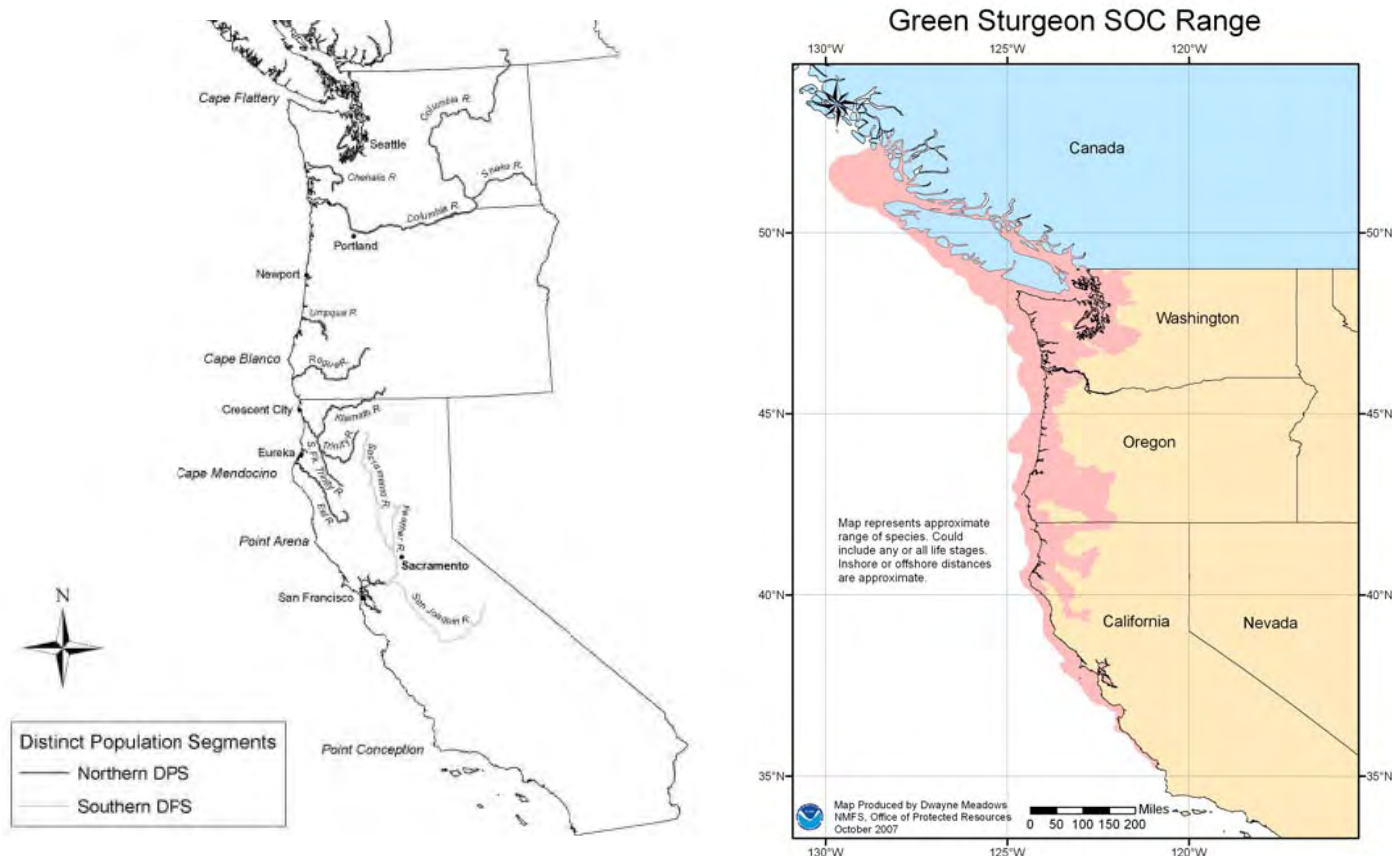 Cape Flattery
Seattle
Columbia R.
Chehalis R.
Snake R.
Columbia R.
Portland
Newport
Umpqua R.
Cape Blanco
Rogue R.
Crescent City
Klamath R.
Trinity R.
Eureka
S. Fk. Trinity R.
Cape Mendocino
Sacramento R.
Eel R.
Feather R.
Point Arena
Sacramento
San Francisco
San Joaquin R.
N
Point Conception
Distinct Population Segments
Northern DPS
Southern DPS
Green Sturgeon SOC Range
130°W
125°W
120°W
Canada
50°N
50°N
Washington
45°N
45°N
Oregon
Map represents approximate
range of species. Could
include any or all life stages.
Inshore or offshore distances
are approximate.
40°N
40°N
California
Nevada
35°N
35°N
Map Produced by Dwayne Meadows
NMFS, Office of Protected Resources
October 2007
Miles
0 50 100 150 200
130°W
125°W
120°W